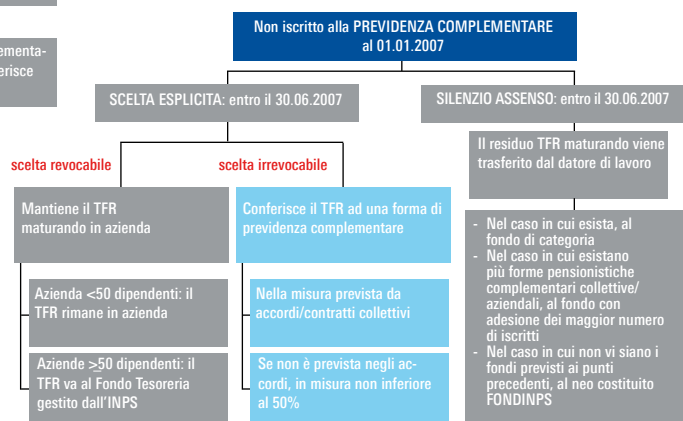 ementa-
erisce
Non iscritto alla PREVIDENZA COMPLEMENTARE
al 01.01.2007
SCELTA ESPLICITA: entro il 30.06.2007
SILENZIO ASSENSO: entro il 30.06.2007
scelta revocabile
scelta irrevocabile
Il residuo TFR maturando viene
trasferito dal datore di lavoro
Mantiene il TFR
maturando in azienda
Conferisce il TFR ad una forma di
previdenza complementare
Azienda <50 dipendenti: il
TFR rimane in azienda
Nella misura prevista da
accordi/contratti collettivi
Aziende ≥50 dipendenti: il
TFR va al Fondo Tesoreria
gestito dall'INPS
Se non è prevista negli ac-
cordi, in misura non inferiore
al 50%
- Nel caso in cui esista, al
fondo di categoria
- Nel caso in cui esistano
più forme pensionistiche
complementari collettive/
aziendali, al fondo con
adesione dei maggior numero
di iscritti
- Nel caso in cui non vi siano i
fondi previsti ai punti
precedenti, al neo costituito
FONDINPS